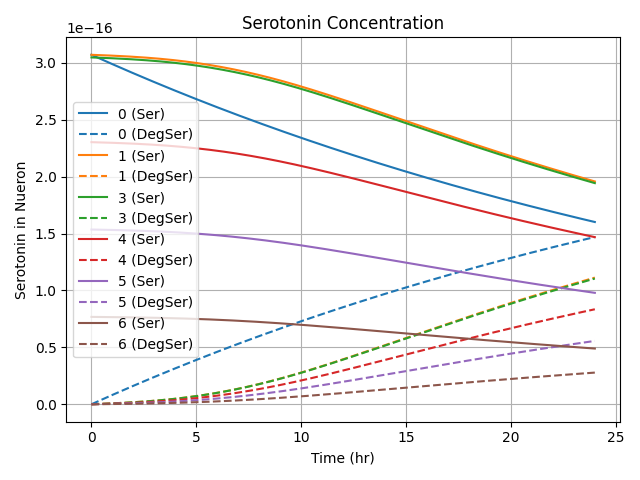 Serotonin Concentration
1e−16
3.0
2.5
2.0
1.5
1.0
0.5
0.0
Serotonin in Nueron
0 (Ser)
0 (DegSer)
1 (Ser)
1 (DegSer)
3 (Ser)
3 (DegSer)
4 (Ser)
4 (DegSer)
5 (Ser)
5 (DegSer)
6 (Ser)
6 (DegSer)
0 5 10 15 20 25
Time (hr)